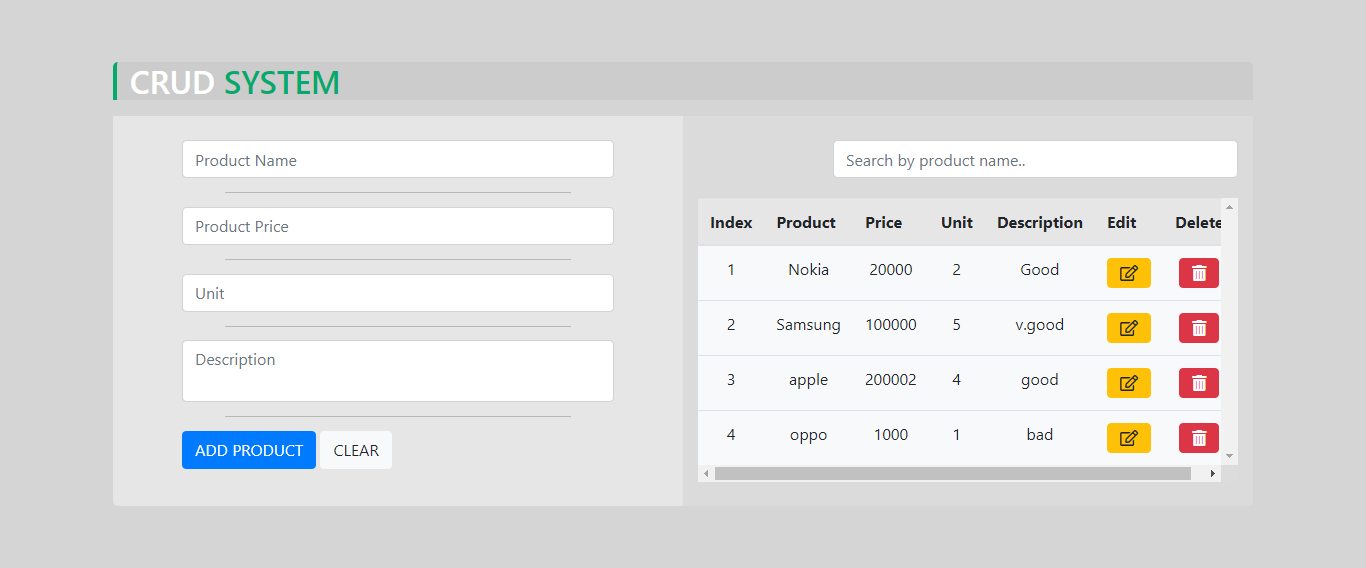 CRUD SYSTEM
Product Name
Product Price
Unit
Description
ADD PRODUCT CLEAR
Search by product name..
Index Product Price Unit Description Edit Delete
1 Nokia 20000 2 Good
2 Samsung 100000 5 v.good
3 apple 200002 4 good
4 oppo 1000 1 bad